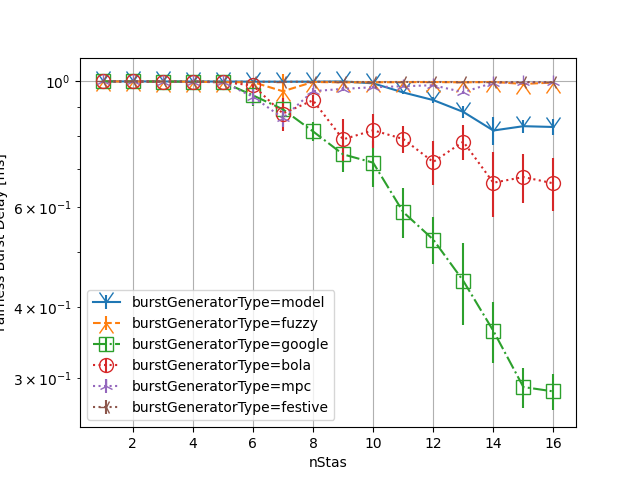 Fairness Burst Delay [ms]
10⁰
6 × 10⁻¹
4 × 10⁻¹
3 × 10⁻¹
burstGeneratorType=model
burstGeneratorType=fuzzy
burstGeneratorType=google
burstGeneratorType=bola
burstGeneratorType=mpc
burstGeneratorType=festive
2 4 6 8 10 12 14 16
nStas